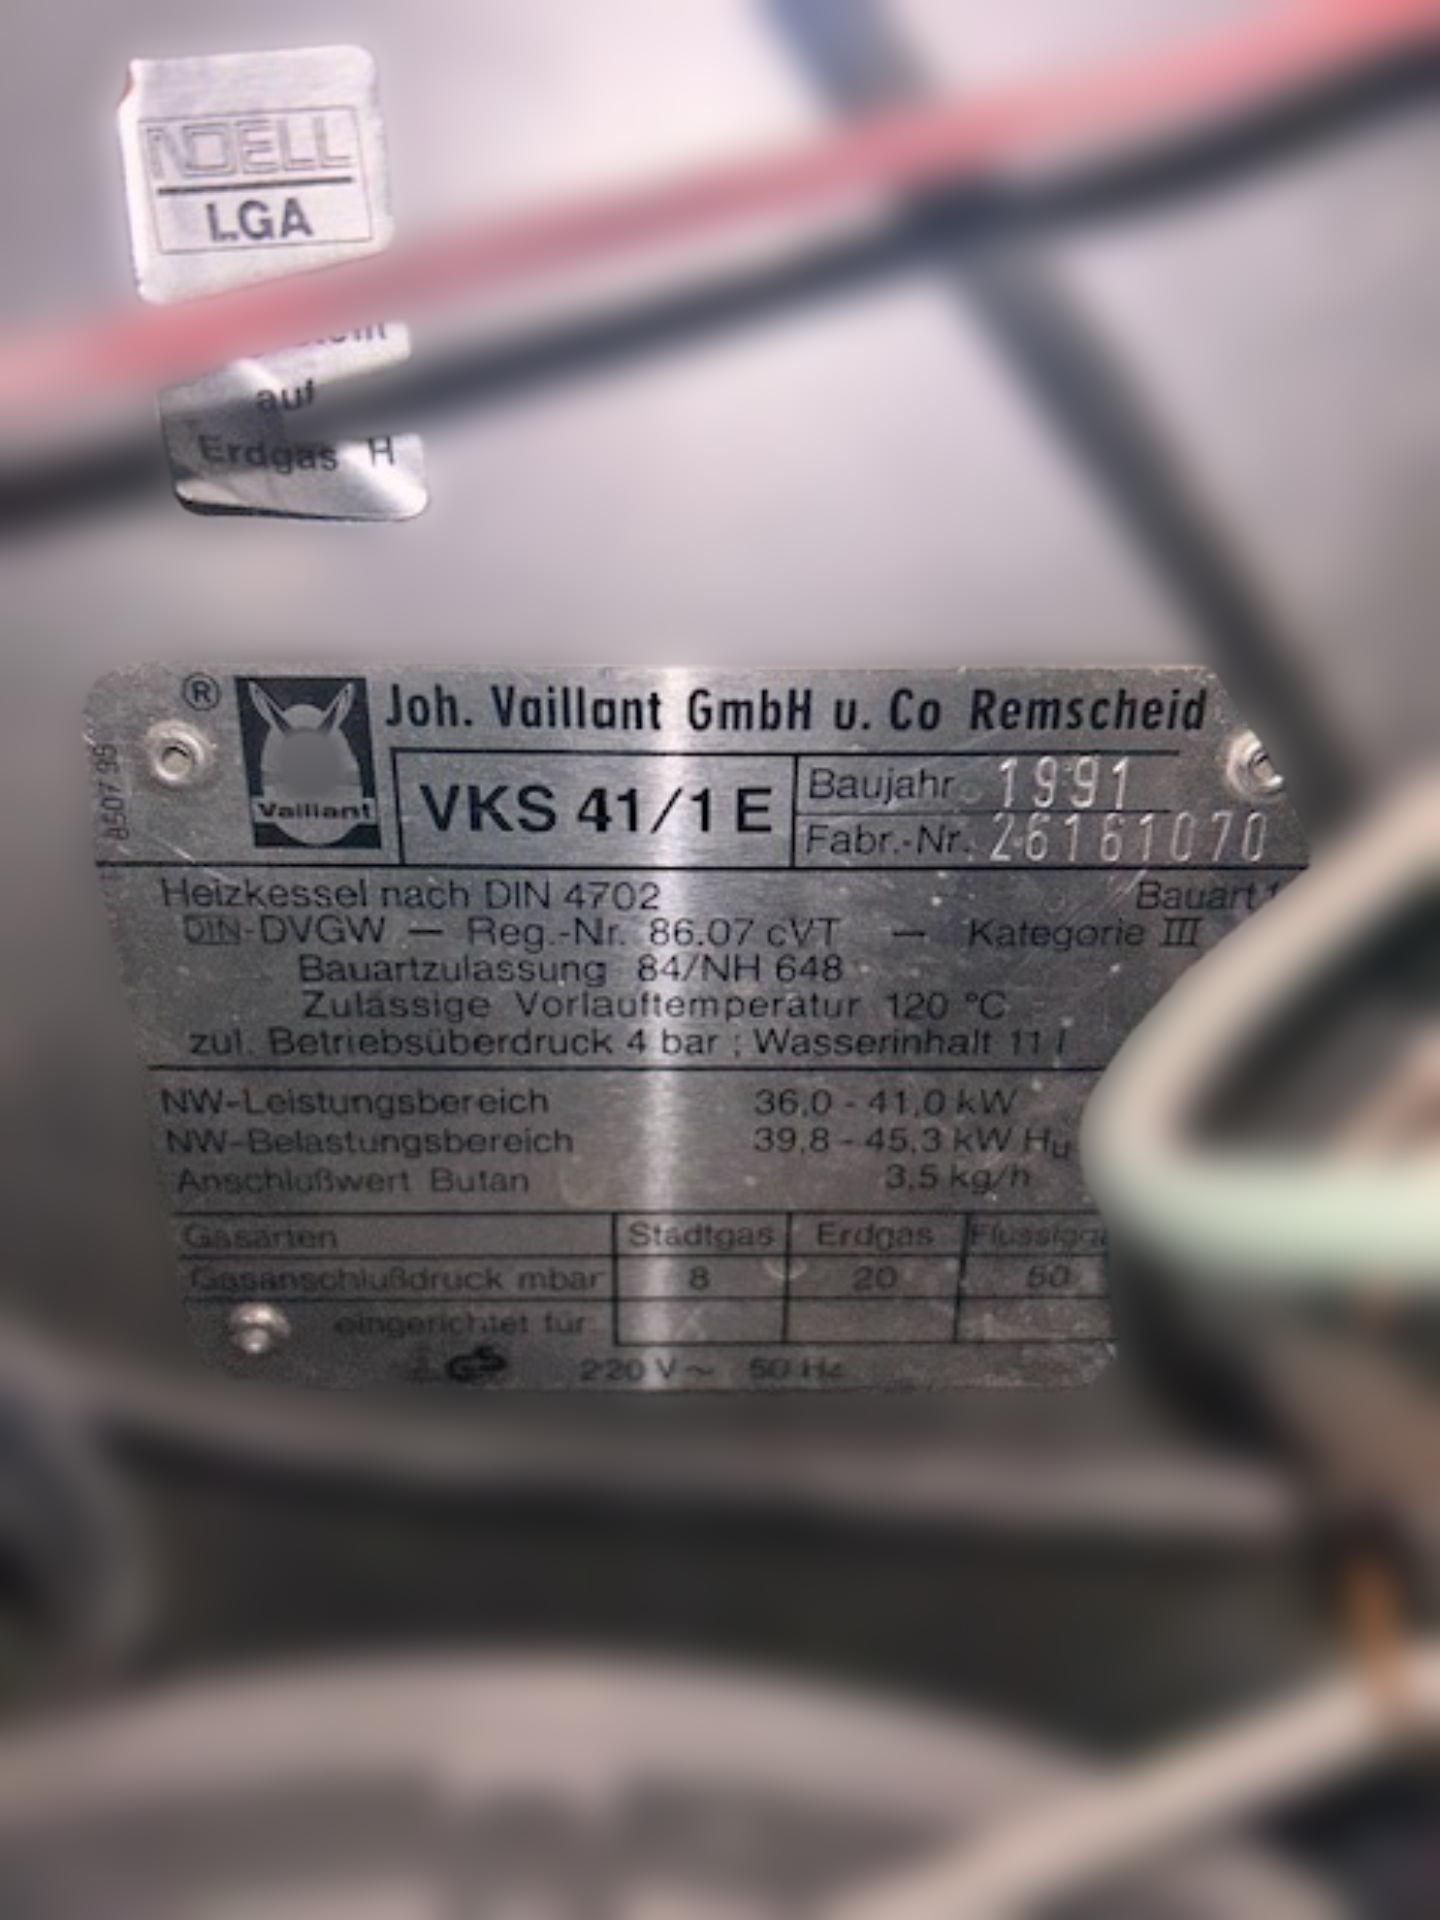 NOELL
LGA
auf
Erdgas H
® Joh. Vaillant GmbH u. Co Remscheid
Vaillant
VKS 41/1 E
Baujahr 1991
Fabr.-Nr. 26161070
Heizkessel nach DIN 4702 Bauart
DIN-DVGW — Reg.-Nr. 86.07 cVT — Kategorie III
Bauartzulassung 84/NH 648
Zulässige Vorlauftemperatur 120 °C
zul. Betriebsüberdruck 4 bar ; Wasserinhalt 11 l
NW-Leistungsbereich 36,0 - 41,0 kW
NW-Belastungsbereich 39,8 - 45,3 kW Hu
Anschlußwert Butan 3,5 kg/h
Gasarten Stadtgas Erdgas
Gasanschlußdruck mbar 8 20 50
eingerichtet für:
GS 220 V~ 50 Hz